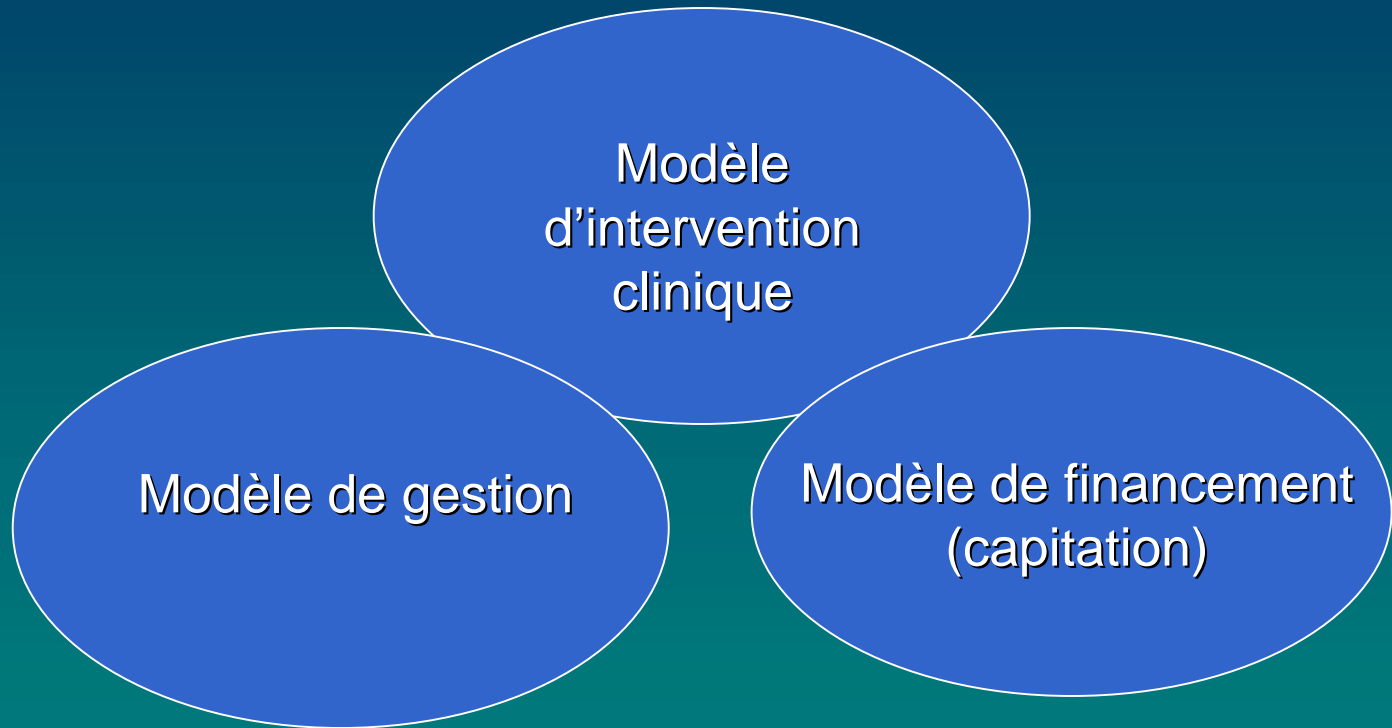 Modèle
d’intervention
clinique
Modèle de gestion
Modèle de financement
(capitation)